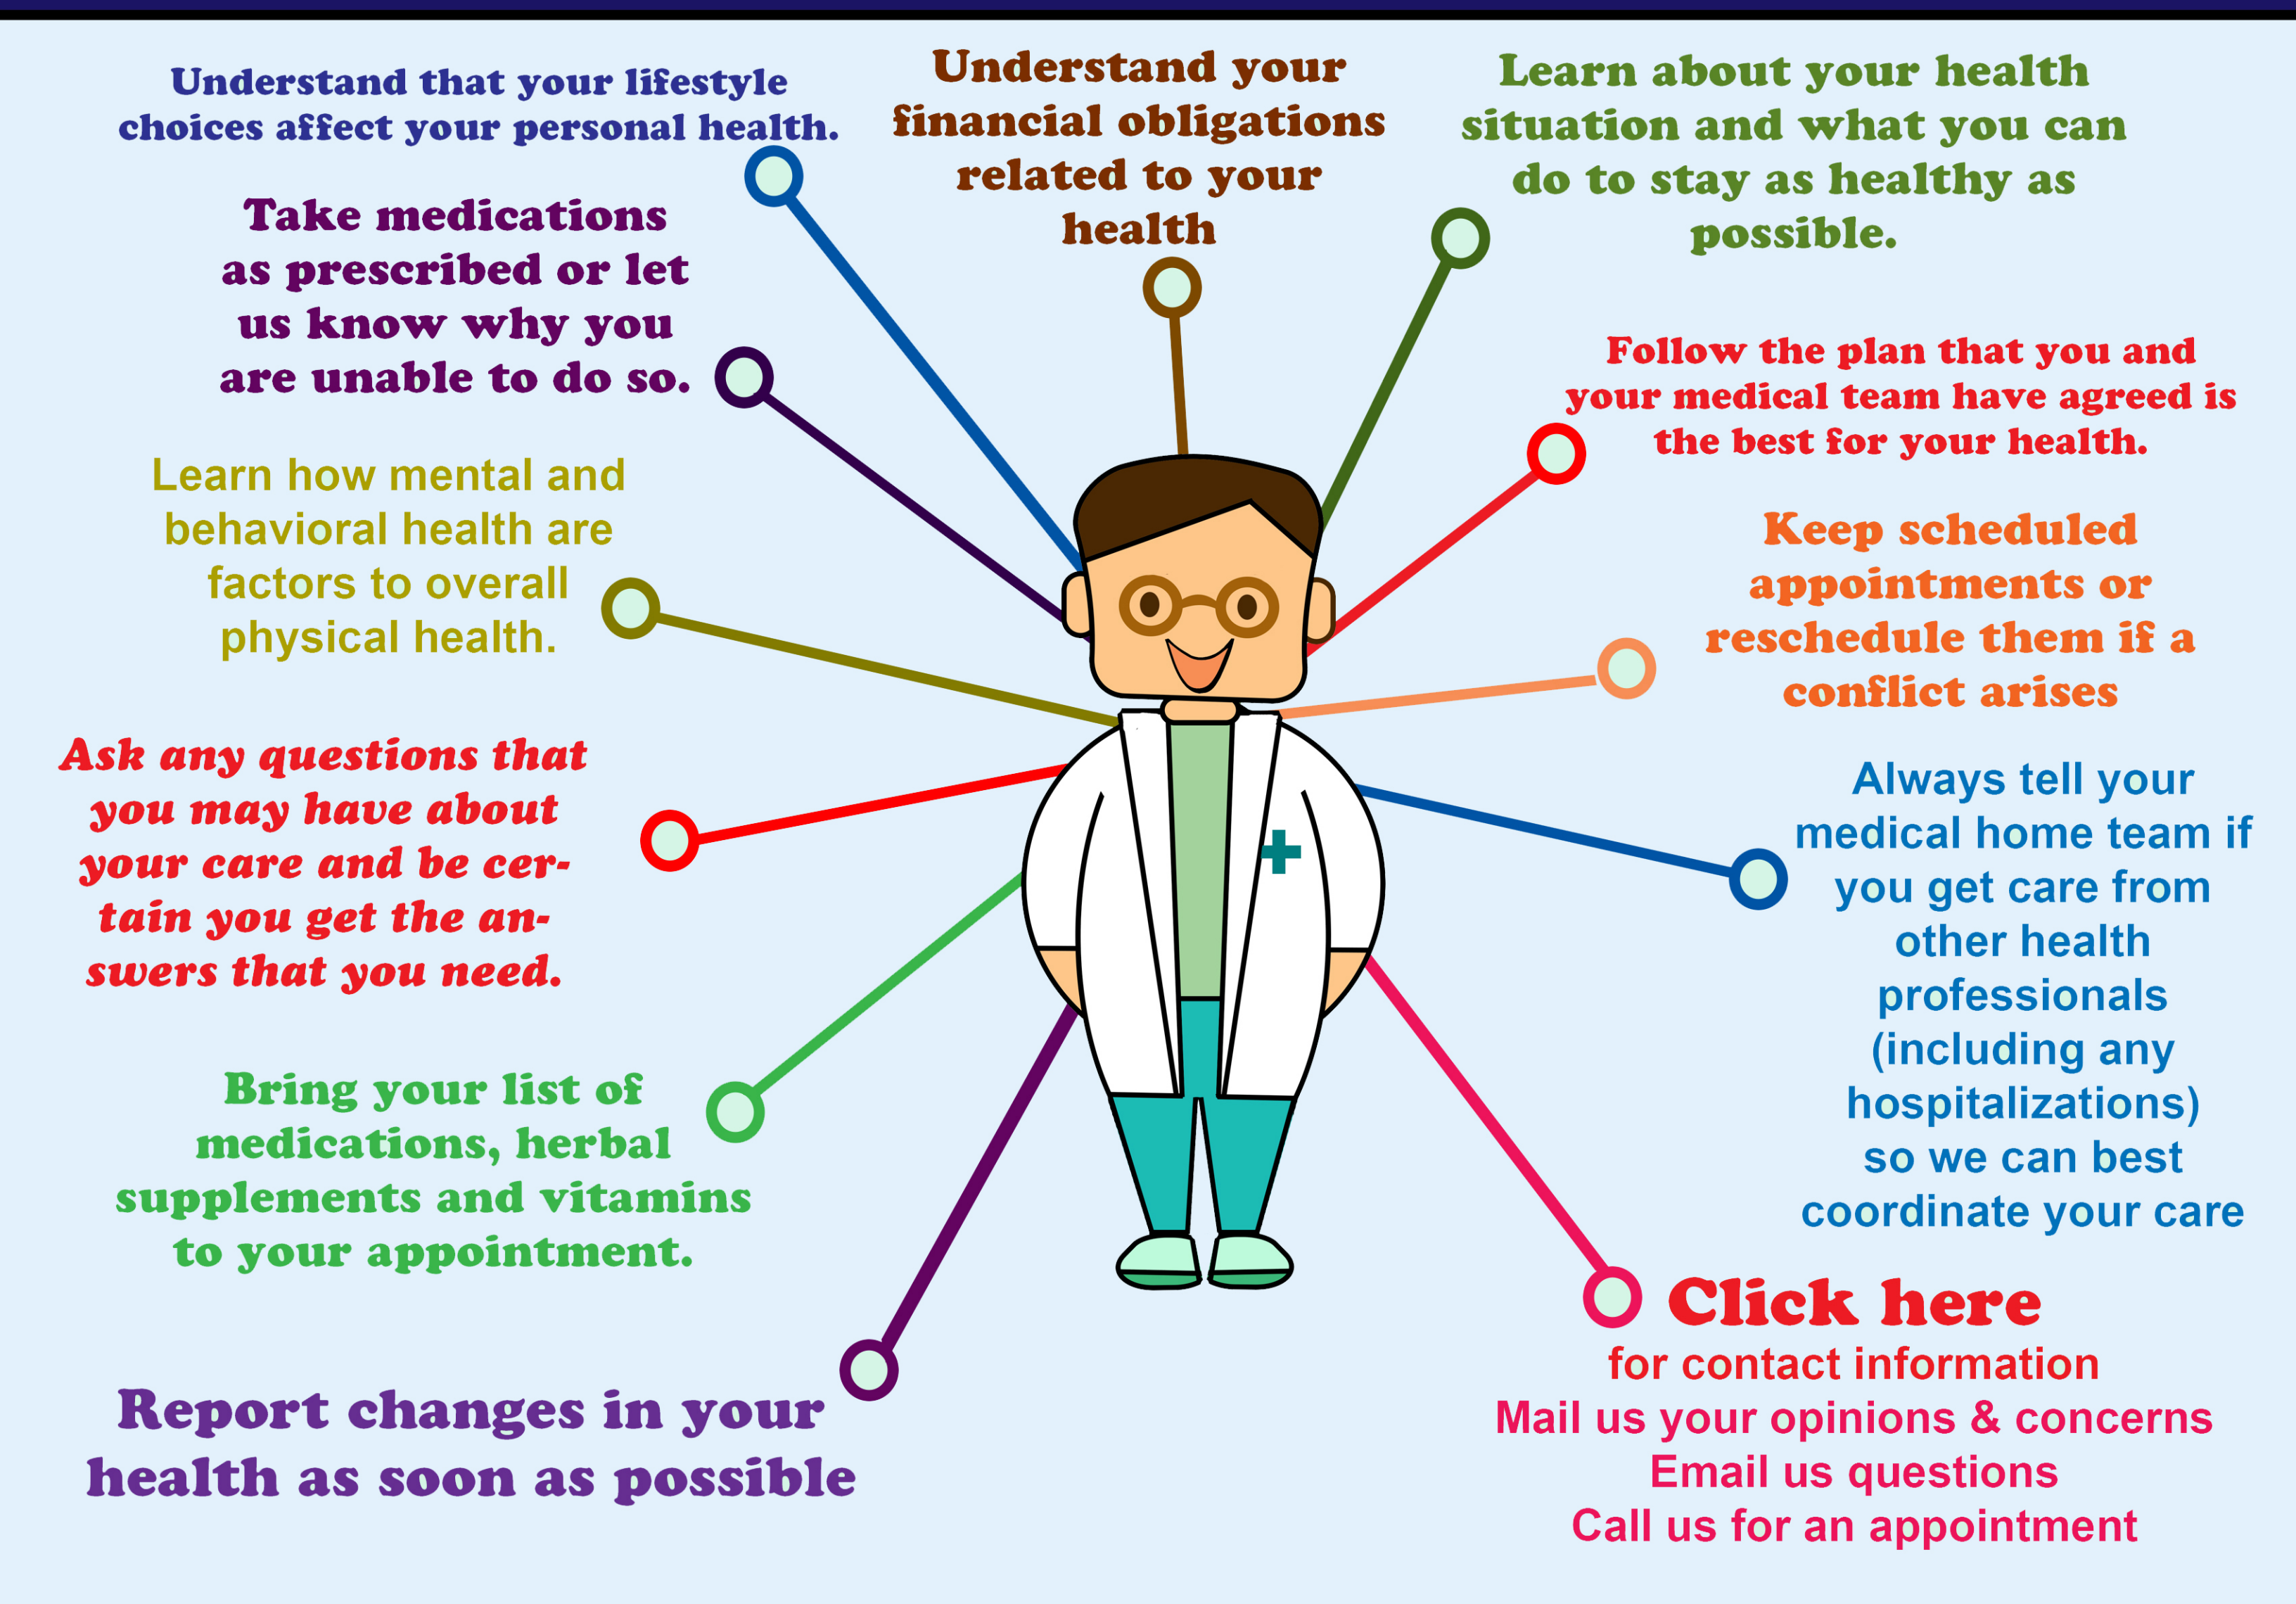 Understand that your lifestyle
choices affect your personal health.
Take medications
as prescribed or let
us know why you
are unable to do so.
Learn how mental and
behavioral health are
factors to overall
physical health.
Ask any questions that
you may have about
your care and be cer-
tain you get the an-
swers that you need.
Bring your list of
medications, herbal
supplements and vitamins
to your appointment.
Report changes in your
health as soon as possible
Understand your
financial obligations
related to your
health
Learn about your health
situation and what you can
do to stay as healthy as
possible.
Follow the plan that you and
your medical team have agreed is
the best for your health.
Keep scheduled
appointments or
reschedule them if a
conflict arises
Always tell your
medical home team if
you get care from
other health
professionals
(including any
hospitalizations)
so we can best
coordinate your care
Click here
for contact information
Mail us your opinions & concerns
Email us questions
Call us for an appointment